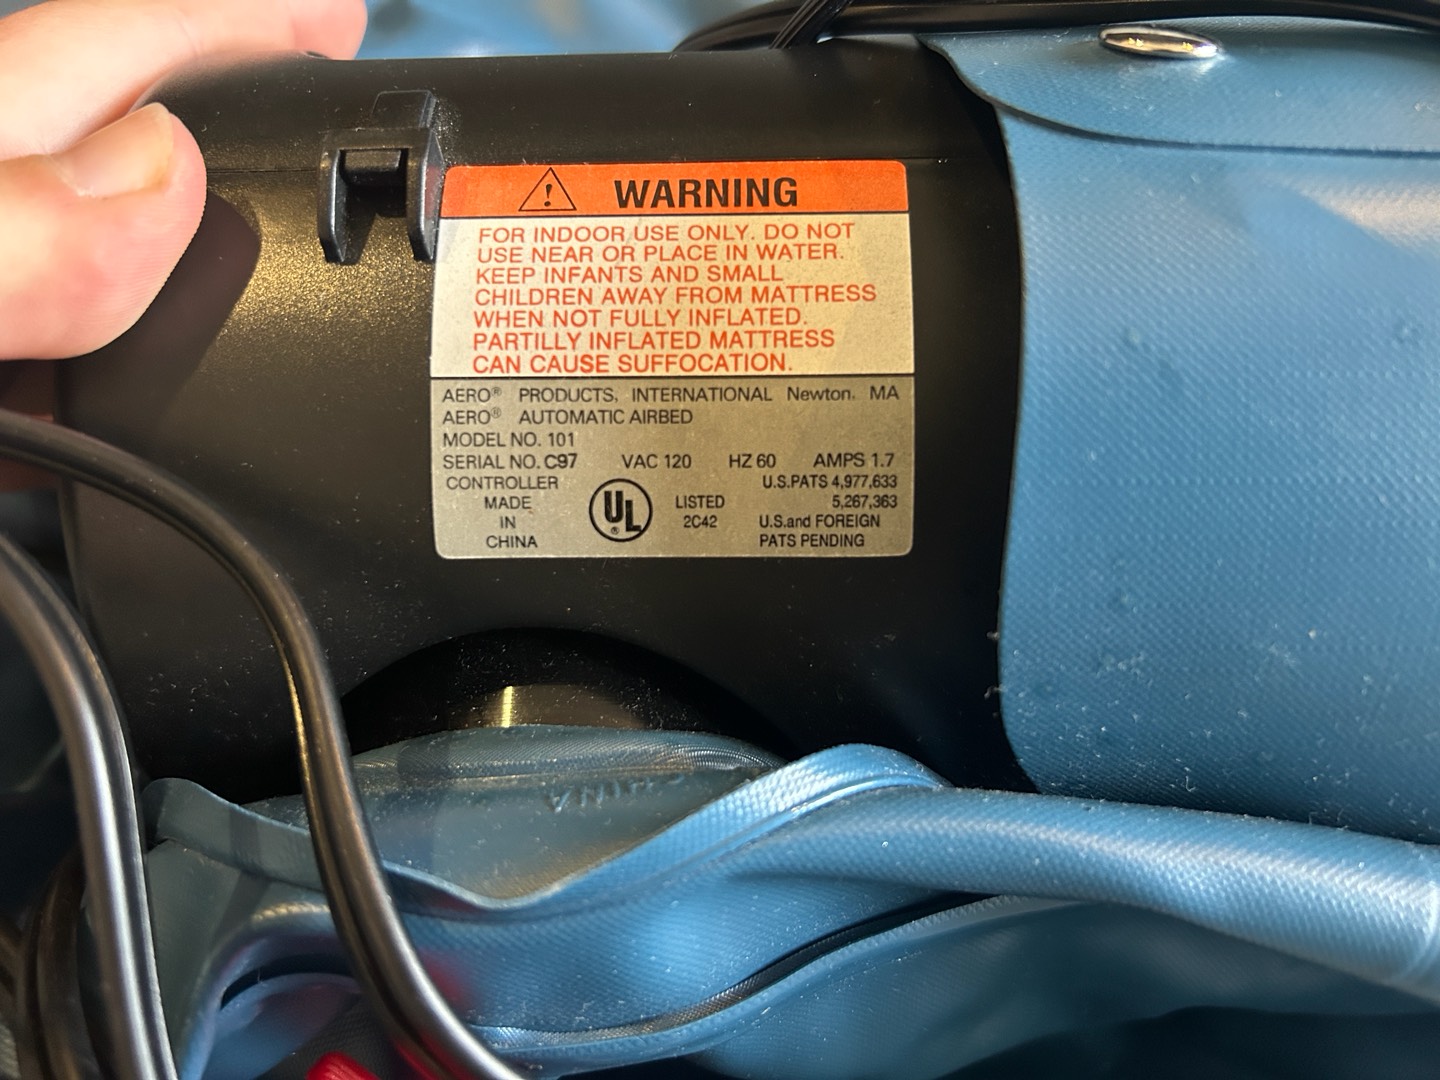 WARNING
FOR INDOOR USE ONLY. DO NOT
USE NEAR OR PLACE IN WATER.
KEEP INFANTS AND SMALL
CHILDREN AWAY FROM MATTRESS
WHEN NOT FULLY INFLATED.
PARTILLY INFLATED MATTRESS
CAN CAUSE SUFFOCATION.
AERO® PRODUCTS, INTERNATIONAL Newton, MA
AERO® AUTOMATIC AIRBED
MODEL NO. 101
SERIAL NO. C97 VAC 120 HZ 60 AMPS 1.7
CONTROLLER U.S.PATS 4,977,633
MADE UL® LISTED 5,267,363
IN 2C42 U.S.and FOREIGN
CHINA PATS PENDING
CHINA